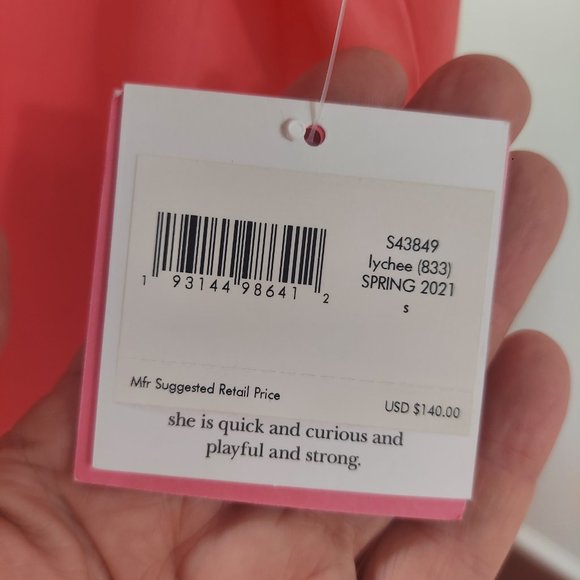 S43849
lychee (833)
SPRING 2021
s
1 93144 98641 2
Mfr Suggested Retail Price
USD $140.00
she is quick and curious and
playful and strong.